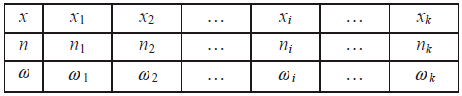 x x₁ x₂ … xᵢ … xₖ
n n₁ n₂ … nᵢ … nₖ
ω ω₁ ω₂ … ωᵢ … ωₖ